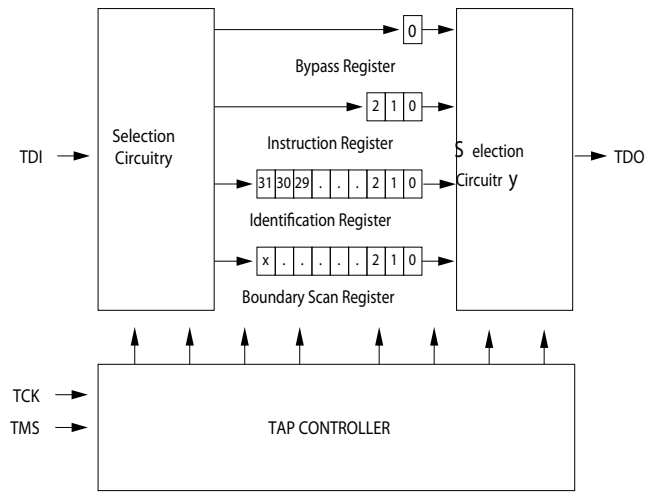 0
Bypass Register
2 1 0
Selection
Circuitry
TDI
Instruction Register
S election
Circuitr y
TDO
31 30 29 . . . 2 1 0
Identification Register
x . . . . . 2 1 0
Boundary Scan Register
TCK
TMS
TAP CONTROLLER